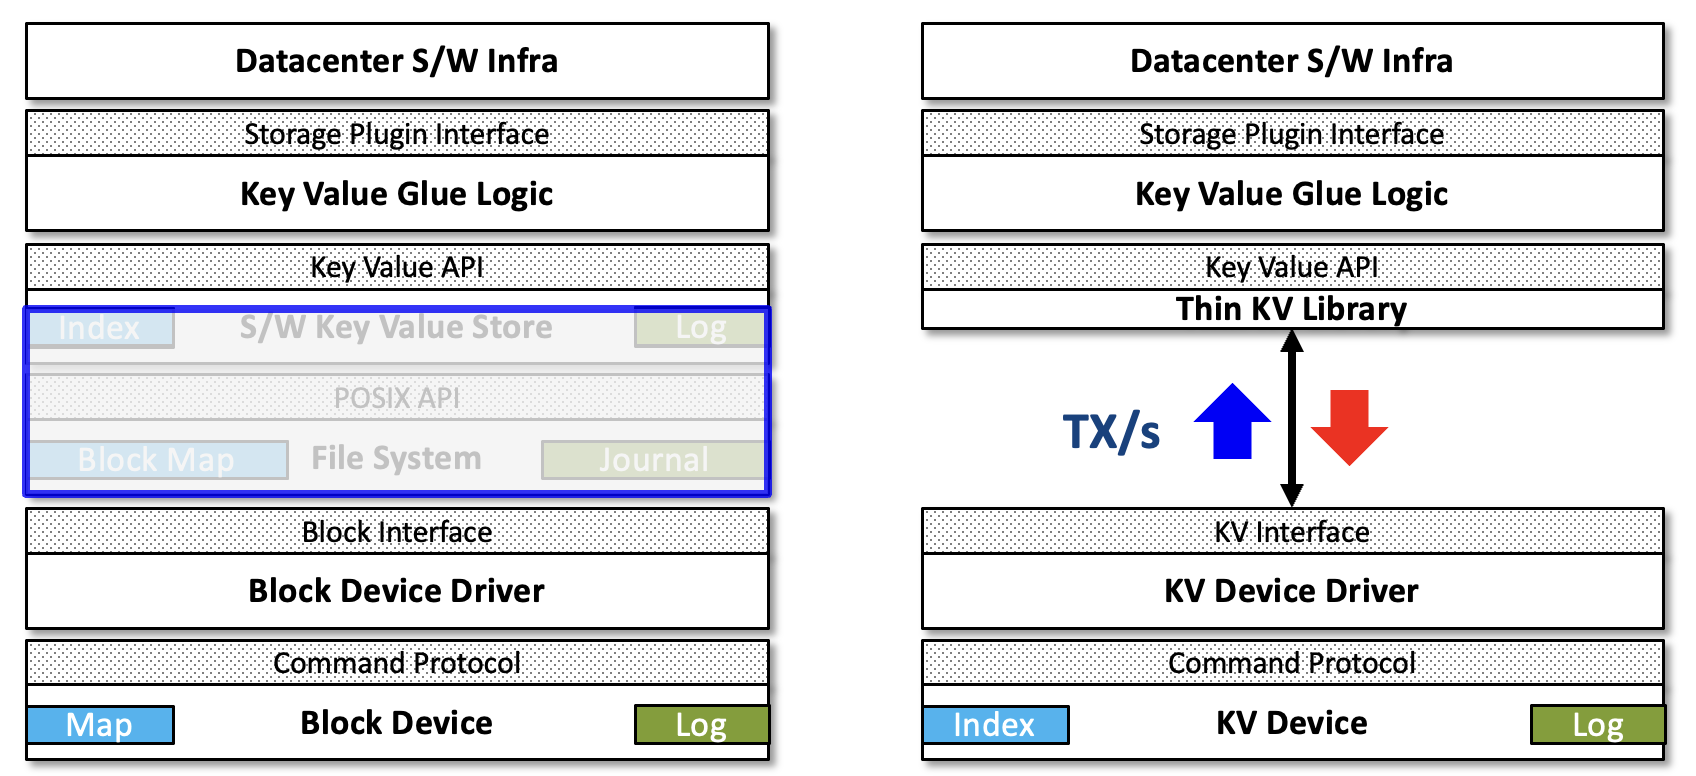 Datacenter S/W Infra
Storage Plugin Interface
Key Value Glue Logic
Key Value API
Index S/W Key Value Store Log
POSIX API
Block Map File System Journal
Block Interface
Block Device Driver
Command Protocol
Map Block Device Log
Datacenter S/W Infra
Storage Plugin Interface
Key Value Glue Logic
Key Value API
Thin KV Library
TX/s
KV Interface
KV Device Driver
Command Protocol
Index KV Device Log